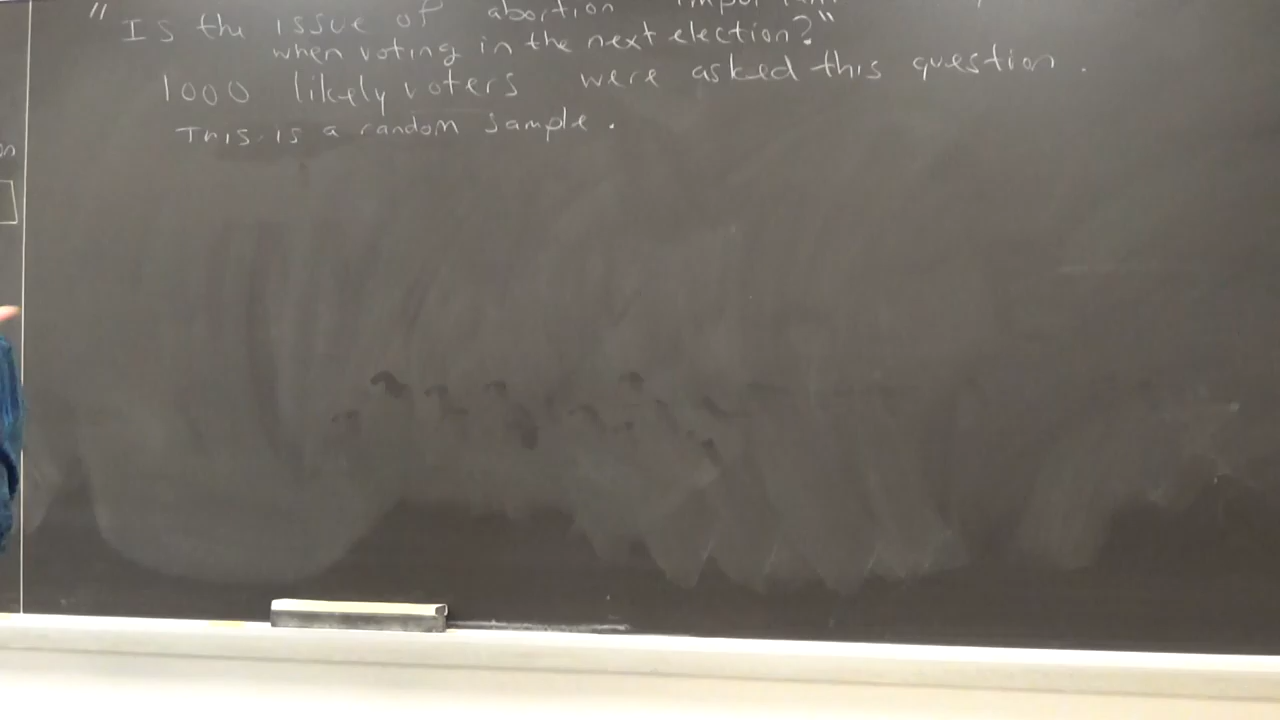 "Is the issue of abortion
when voting in the next election?"
1000 likely voters were asked this question.
This is a random sample.